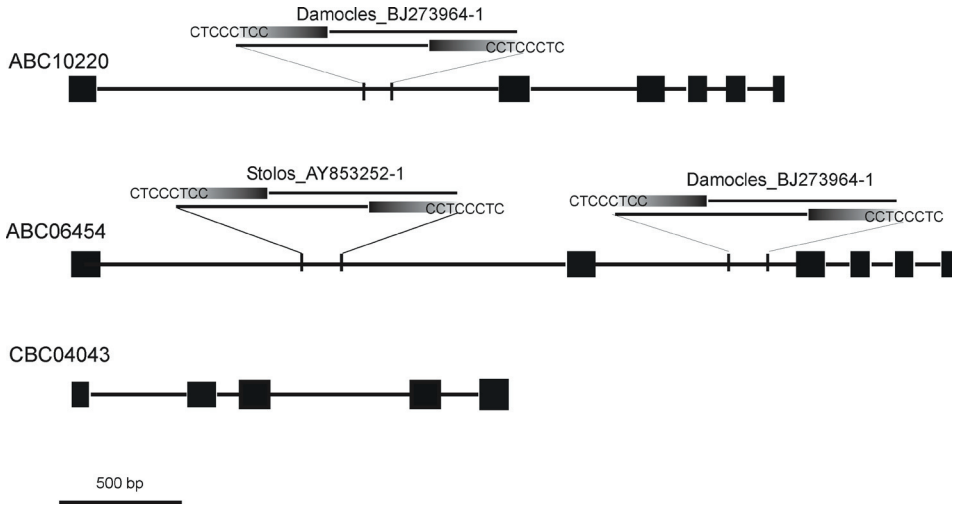 Damocles_BJ273964-1
CTCCCTCC
CCTCCCTC
ABC10220
Stolos_AY853252-1
Damocles_BJ273964-1
CTCCCTCC
CTCCCTCC
CCTCCCTC
CCTCCCTC
ABC06454
CBC04043
500 bp